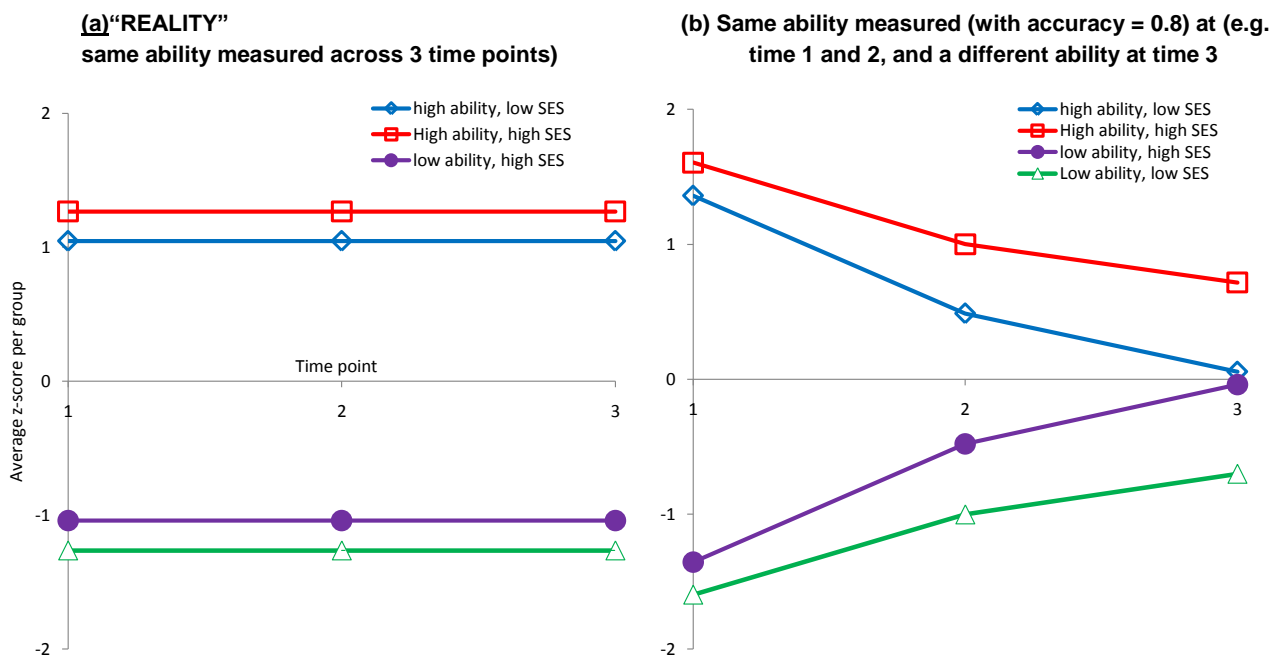 (a)“REALITY”
same ability measured across 3 time points)
high ability, low SES
High ability, high SES
low ability, high SES
2
1
0
-1
-2
Average z-score per group
Time point
1
2
3
(b) Same ability measured (with accuracy = 0.8) at (e.g.
time 1 and 2, and a different ability at time 3
high ability, low SES
High ability, high SES
low ability, high SES
Low ability, low SES
2
1
0
-1
-2
1
2
3